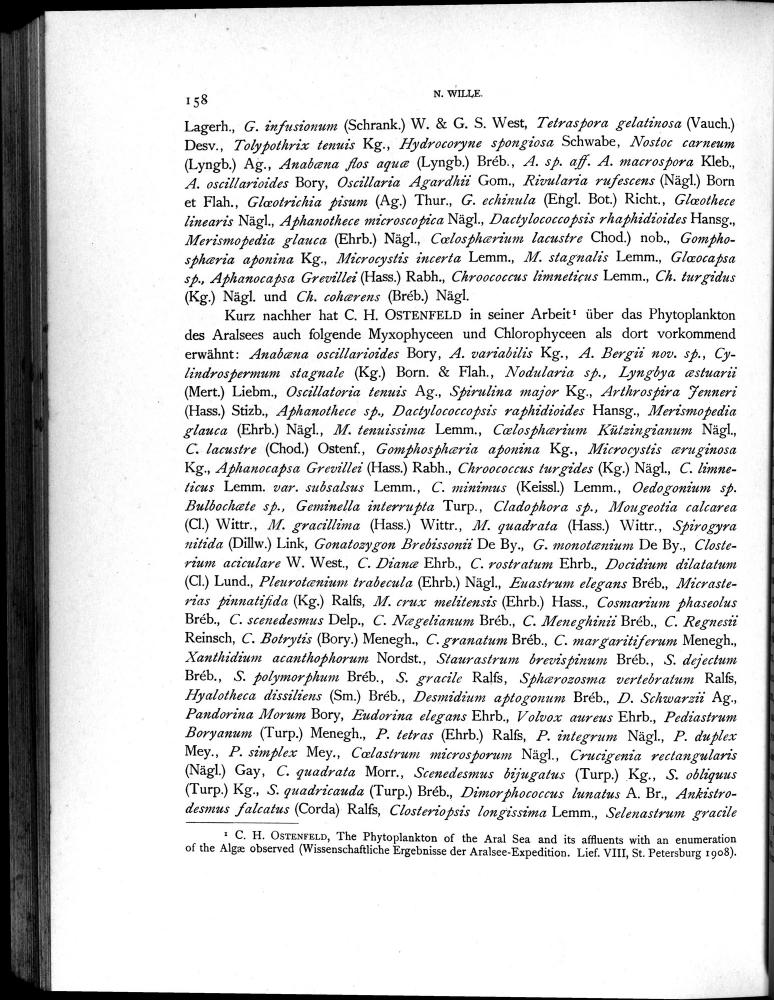 158
N. WILLE.
Lagerh., G. infusionum (Schrank.) W. & G. S. West, Tetraspora gelatinosa (Vauch.)
Desv., Tolypothrix tenuis Kg., Hydrocoryne spongiosa Schwabe, Nostoc carneum
(Lyngb.) Ag., Anabæna flos aquæ (Lyngb.) Bréb., A. sp. aff. A. macrospora Kleb.,
A. oscillarioides Bory, Oscillaria Agardhii Gom., Rivularia rufescens (Nägl.) Born
et Flah., Glœotrichia pisum (Ag.) Thur., G. echinula (Engl. Bot.) Richt., Glœothece
linearis Nägl., Aphanothece microscopica Nägl., Dactylococcopsis rhaphidioides Hansg.,
Merismopedia glauca (Ehrb.) Nägl., Cœlosphærium lacustre Chod.) nob., Gompho-
sphæria aponina Kg., Microcystis incerta Lemm., M. stagnalis Lemm., Glœocapsa
sp., Aphanocapsa Grevillei (Hass.) Rabh., Chroococcus limneticus Lemm., Ch. turgidus
(Kg.) Nägl. und Ch. cohærens (Bréb.) Nägl.
Kurz nachher hat C. H. OSTENFELD in seiner Arbeit¹ über das Phytoplankton
des Aralsees auch folgende Myxophyceen und Chlorophyceen als dort vorkommend
erwähnt: Anabæna oscillarioides Bory, A. variabilis Kg., A. Bergii nov. sp., Cy-
lindrospermum stagnale (Kg.) Born. & Flah., Nodularia sp., Lyngbya æstuarii
(Mert.) Liebm., Oscillatoria tenuis Ag., Spirulina major Kg., Arthrospira Jenneri
(Hass.) Stizb., Aphanothece sp., Dactylococcopsis raphidioides Hansg., Merismopedia
glauca (Ehrb.) Nägl., M. tenuissima Lemm., Cœlosphærium Kützingianum Nägl.,
C. lacustre (Chod.) Ostenf., Gomphosphæria aponina Kg., Microcystis æruginosa
Kg., Aphanocapsa Grevillei (Hass.) Rabh., Chroococcus turgides (Kg.) Nägl., C. limne-
ticus Lemm. var. subsalsus Lemm., C. minimus (Keissl.) Lemm., Oedogonium sp.
Bulbochæte sp., Geminella interrupta Turp., Cladophora sp., Mougeotia calcarea
(Cl.) Wittr., M. gracillima (Hass.) Wittr., M. quadrata (Hass.) Wittr., Spirogyra
nitida (Dillw.) Link, Gonatozygon Brebissonii De By., G. monotænium De By., Closte-
rium aciculare W. West., C. Dianæ Ehrb., C. rostratum Ehrb., Docidium dilatatum
(Cl.) Lund., Pleurotænium trabecula (Ehrb.) Nägl., Euastrum elegans Bréb., Micraste-
rias pinnatifida (Kg.) Ralfs, M. crux melitensis (Ehrb.) Hass., Cosmarium phaseolus
Bréb., C. scenedesmus Delp., C. Nægelianum Bréb., C. Meneghinii Bréb., C. Regnesii
Reinsch, C. Botrytis (Bory.) Menegh., C. granatum Bréb., C. margaritiferum Menegh.,
Xanthidium acanthophorum Nordst., Staurastrum brevispinum Bréb., S. dejectum
Bréb., S. polymorphum Bréb., S. gracile Ralfs, Sphærozosma vertebratum Ralfs,
Hyalotheca dissiliens (Sm.) Bréb., Desmidium aptogonum Bréb., D. Schwarzii Ag.,
Pandorina Morum Bory, Eudorina elegans Ehrb., Volvox aureus Ehrb., Pediastrum
Boryanum (Turp.) Menegh., P. tetras (Ehrb.) Ralfs, P. integrum Nägl., P. duplex
Mey., P. simplex Mey., Cœlastrum microsporum Nägl., Crucigenia rectangularis
(Nägl.) Gay, C. quadrata Morr., Scenedesmus bijugatus (Turp.) Kg., S. obliquus
(Turp.) Kg., S. quadricauda (Turp.) Bréb., Dimorphococcus lunatus A. Br., Ankistro-
desmus falcatus (Corda) Ralfs, Closteriopsis longissima Lemm., Selenastrum gracile
¹ C. H. OSTENFELD, The Phytoplankton of the Aral Sea and its affluents with an enumeration
of the Algæ observed (Wissenschaftliche Ergebnisse der Aralsee-Expedition. Lief. VIII, St. Petersburg 1908).